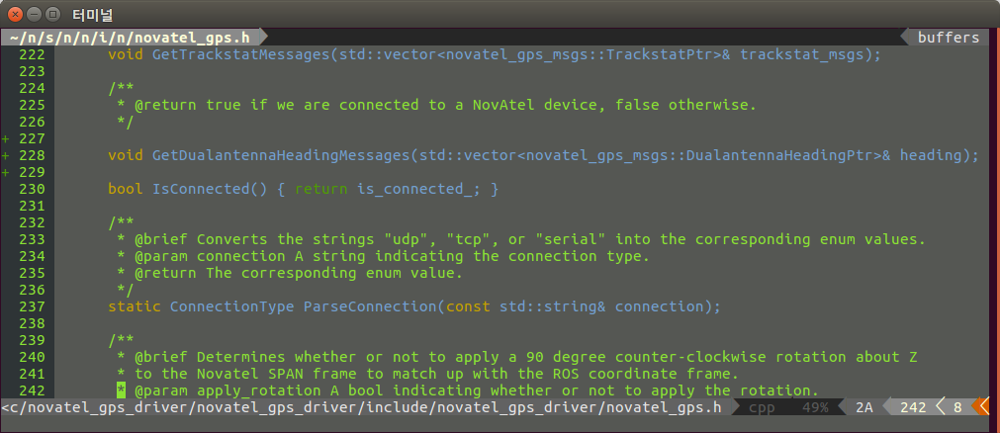 터미널
~/n/s/n/n/i/n/novatel_gps.h buffers
222 void GetTrackstatMessages(std::vector<novatel_gps_msgs::TrackstatPtr>& trackstat_msgs);
223
224 /**
225 * @return true if we are connected to a NovAtel device, false otherwise.
226 */
+ 227
+ 228 void GetDualantennaHeadingMessages(std::vector<novatel_gps_msgs::DualantennaHeadingPtr>& heading);
+ 229
230 bool IsConnected() { return is_connected_; }
231
232 /**
233 * @brief Converts the strings "udp", "tcp", or "serial" into the corresponding enum values.
234 * @param connection A string indicating the connection type.
235 * @return The corresponding enum value.
236 */
237 static ConnectionType ParseConnection(const std::string& connection);
238
239 /**
240 * @brief Determines whether or not to apply a 90 degree counter-clockwise rotation about Z
241 * to the Novatel SPAN frame to match up with the ROS coordinate frame.
242 * @param apply_rotation A bool indicating whether or not to apply the rotation.
<c/novatel_gps_driver/novatel_gps_driver/include/novatel_gps_driver/novatel_gps.h cpp 49% 2A 242 8